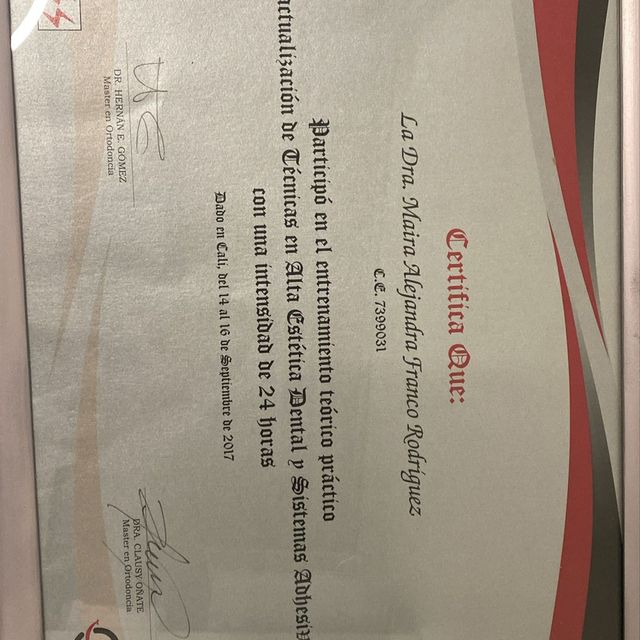 Certifica Que:
La Dra. Maira Alejandra Franco Rodríguez
C.E. 7399031
Participó en el entrenamiento teórico práctico
actualización de Técnicas en Alta Estética Dental y Sistemas Adhesiv
con una intensidad de 24 horas
Dado en Cali, del 14 al 16 de Septiembre de 2017
DR. HERNÁN E. GOMEZ
Master en Ortodoncia
DRA. CLAUSY OÑATE
Master en Ortodoncia